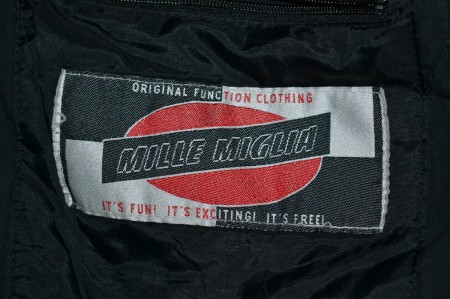 ORIGINAL FUNCTION CLOTHING
MILLE MIGLIA
IT'S FUN! IT'S EXCITING! IT'S FREE!